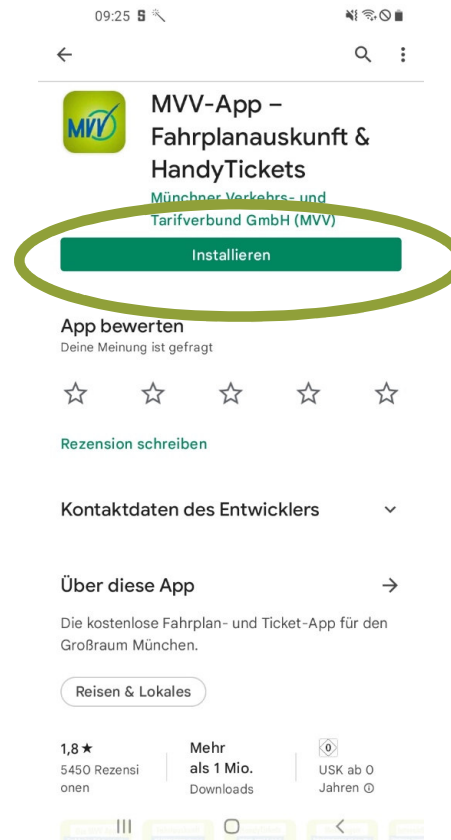 09:25
MVV
MVV-App –
Fahrplanauskunft &
HandyTickets
Münchner Verkehrs- und
Tarifverbund GmbH (MVV)
Installieren
App bewerten
Deine Meinung ist gefragt
Rezension schreiben
Kontaktdaten des Entwicklers
Über diese App
Die kostenlose Fahrplan- und Ticket-App für den
Großraum München.
Reisen & Lokales
1,8★
5450 Rezensi
onen
Mehr
als 1 Mio.
Downloads
0
USK ab 0
Jahren